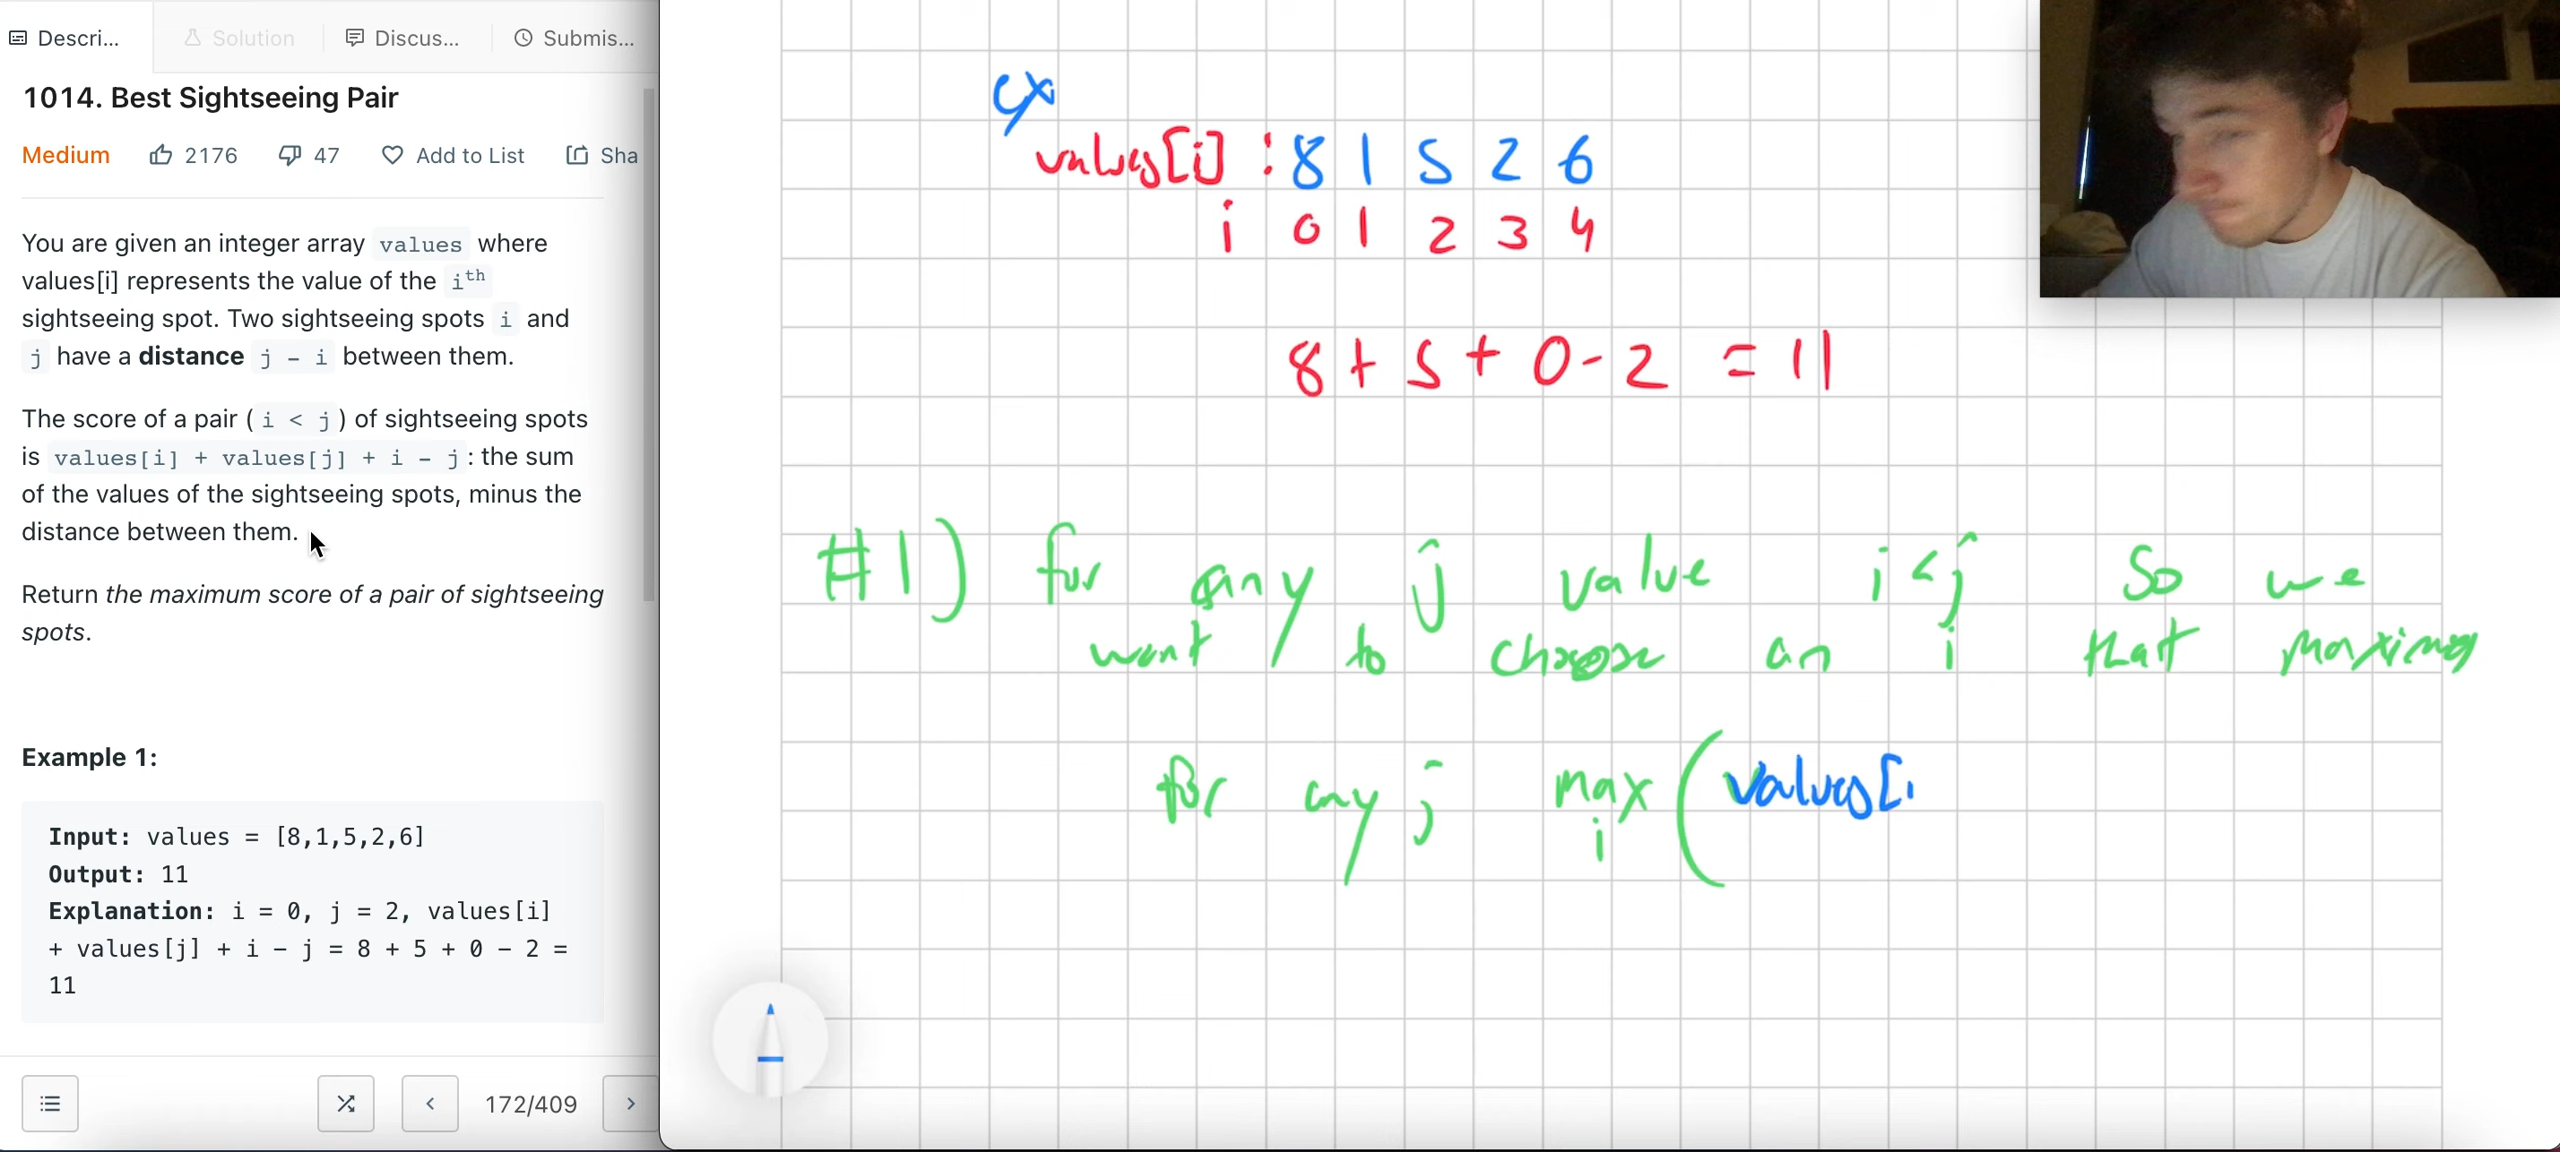 Descri...
Solution
Discus...
Submis...
1014. Best Sightseeing Pair
Medium 2176 47 Add to List Sha
You are given an integer array values where
values[i] represents the value of the ith
sightseeing spot. Two sightseeing spots i and
j have a distance j - i between them.
The score of a pair (i < j) of sightseeing spots
is values[i] + values[j] + i - j: the sum
of the values of the sightseeing spots, minus the
distance between them.
Return the maximum score of a pair of sightseeing
spots.
Example 1:
Input: values = [8,1,5,2,6]
Output: 11
Explanation: i = 0, j = 2, values[i]
+ values[j] + i - j = 8 + 5 + 0 - 2 =
11
172/409
ex
values[i] : 8 1 5 2 6
i 0 1 2 3 4
8 + 5 + 0 - 2 = 11
#1) for any j value i < j so we
want to choose an i that
for any j max ( values[i
i